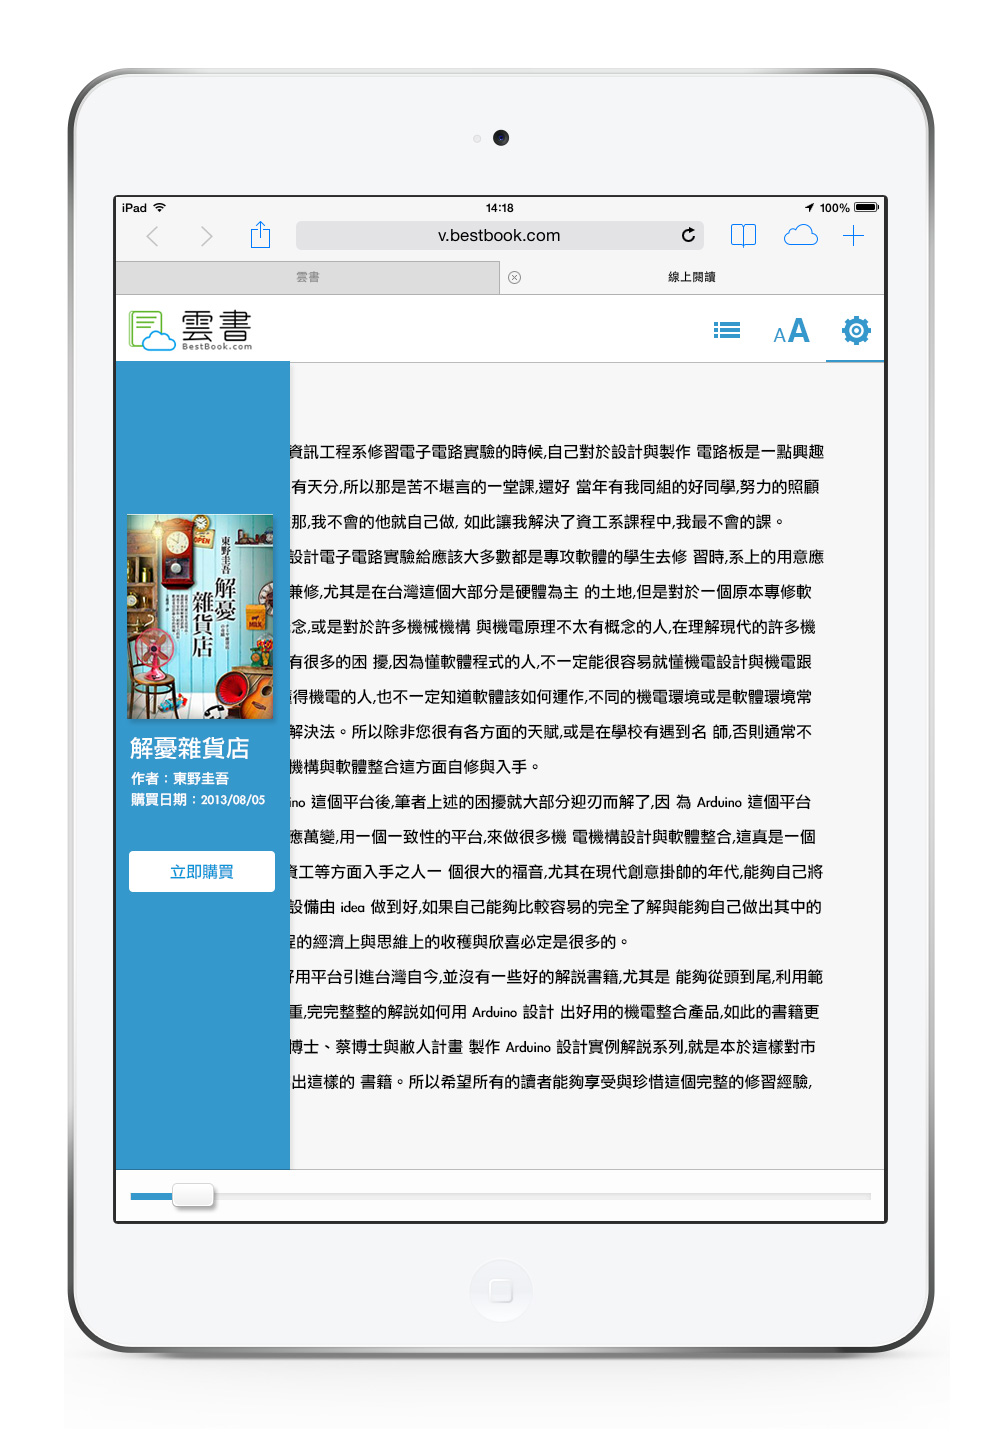 iPad 14:18 100%
v.bestbook.com
雲書 線上閱讀
雲書
BestBook.com
AA
OPEN
東野圭吾
解憂
雜貨店
MILK
解憂雜貨店
作者：東野圭吾
購買日期：2013/08/05
立即購買
資訊工程系修習電子電路實驗的時候,自己對於設計與製作 電路板是一點興趣
有天分,所以那是苦不堪言的一堂課,還好 當年有我同組的好同學,努力的照顧
那,我不會的他就自己做, 如此讓我解決了資工系課程中,我最不會的課。
設計電子電路實驗給應該大多數都是專攻軟體的學生去修 習時,系上的用意應
兼修,尤其是在台灣這個大部分是硬體為主 的土地,但是對於一個原本專修軟
念,或是對於許多機械機構 與機電原理不太有概念的人,在理解現代的許多機
有很多的困 擾,因為懂軟體程式的人,不一定能很容易就懂機電設計與機電跟
得機電的人,也不一定知道軟體該如何運作,不同的機電環境或是軟體環境常
解決法。所以除非您很有各方面的天賦,或是在學校有遇到名 師,否則通常不
機構與軟體整合這方面自修與入手。
ino 這個平台後,筆者上述的困擾就大部分迎刃而解了,因 為 Arduino 這個平台
應萬變,用一個一致性的平台,來做很多機 電機構設計與軟體整合,這真是一個
資工等方面入手之人一 個很大的福音,尤其在現代創意掛帥的年代,能夠自己將
設備由 idea 做到好,如果自己能夠比較容易的完全了解與能夠自己做出其中的
程的經濟上與思維上的收穫與欣喜必定是很多的。
好用平台引進台灣自今,並沒有一些好的解說書籍,尤其是 能夠從頭到尾,利用範
重,完完整整的解說如何用 Arduino 設計 出好用的機電整合產品,如此的書籍更
博士、蔡博士與敝人計畫 製作 Arduino 設計實例解說系列,就是本於這樣對市
出這樣的 書籍。所以希望所有的讀者能夠享受與珍惜這個完整的修習經驗,